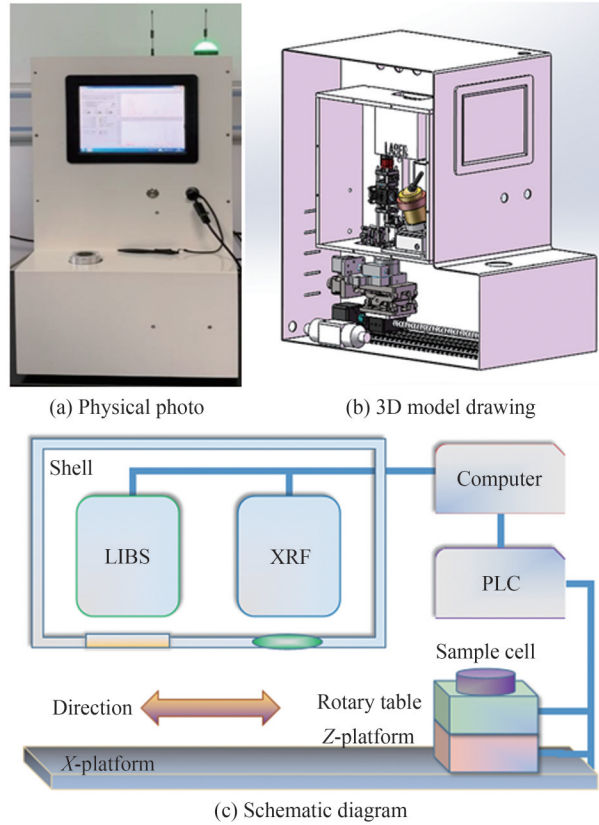 LASER
(a) Physical photo
(b) 3D model drawing
Shell
Computer
LIBS
XRF
PLC
Sample cell
Direction
Rotary table
Z-platform
X-platform
(c) Schematic diagram